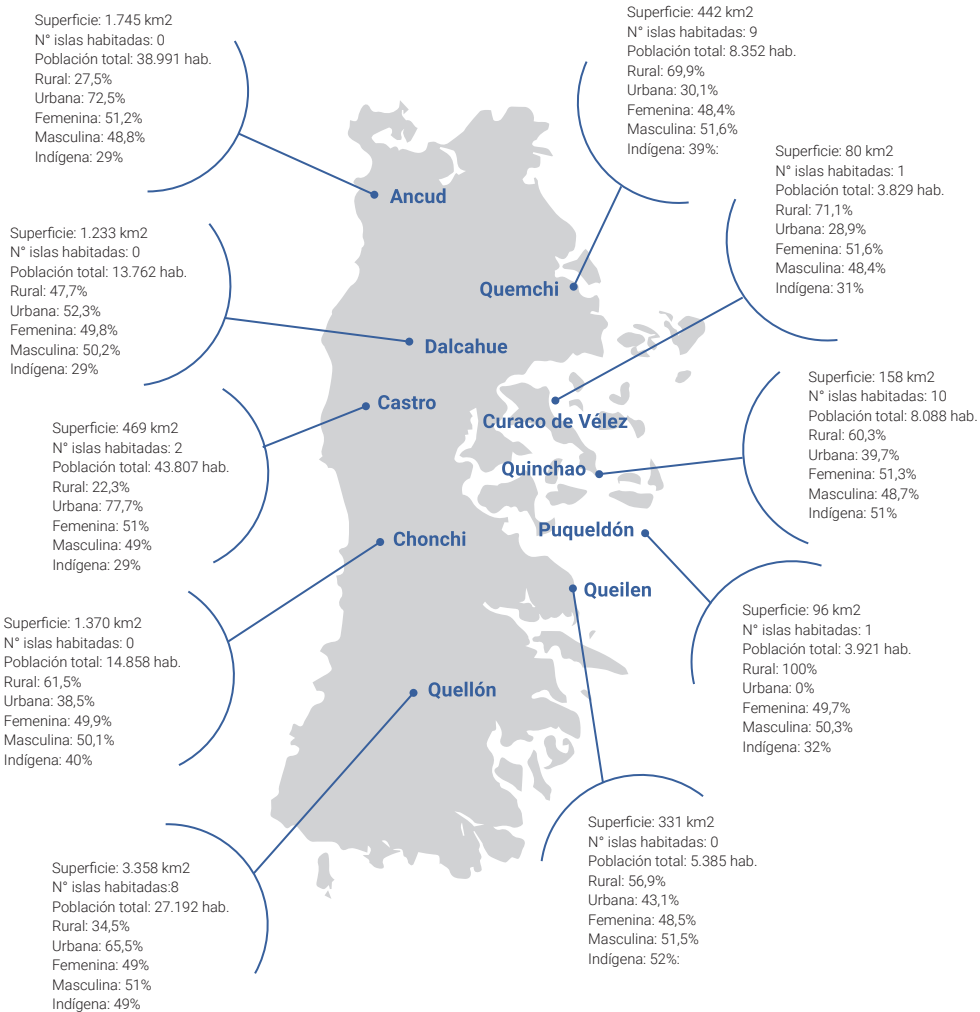 Superficie: 1.745 km2
N° islas habitadas: 0
Población total: 38.991 hab.
Rural: 27,5%
Urbana: 72,5%
Femenina: 51,2%
Masculina: 48,8%
Indígena: 29%
Superficie: 442 km2
N° islas habitadas: 9
Población total: 8.352 hab.
Rural: 69,9%
Urbana: 30,1%
Femenina: 48,4%
Masculina: 51,6%
Indígena: 39%:
Superficie: 80 km2
N° islas habitadas: 1
Población total: 3.829 hab.
Rural: 71,1%
Urbana: 28,9%
Femenina: 51,6%
Masculina: 48,4%
Indígena: 31%
Ancud
Superficie: 1.233 km2
N° islas habitadas: 0
Población total: 13.762 hab.
Rural: 47,7%
Urbana: 52,3%
Femenina: 49,8%
Masculina: 50,2%
Indígena: 29%
Quemchi
Dalcahue
Castro
Curaco de Vélez
Superficie: 158 km2
N° islas habitadas: 10
Población total: 8.088 hab.
Rural: 60,3%
Urbana: 39,7%
Femenina: 51,3%
Masculina: 48,7%
Indígena: 51%
Superficie: 469 km2
N° islas habitadas: 2
Población total: 43.807 hab.
Rural: 22,3%
Urbana: 77,7%
Femenina: 51%
Masculina: 49%
Indígena: 29%
Quinchao
Puqueldón
Chonchi
Queilen
Superficie: 1.370 km2
N° islas habitadas: 0
Población total: 14.858 hab.
Rural: 61,5%
Urbana: 38,5%
Femenina: 49,9%
Masculina: 50,1%
Indígena: 40%
Superficie: 96 km2
N° islas habitadas: 1
Población total: 3.921 hab.
Rural: 100%
Urbana: 0%
Femenina: 49,7%
Masculina: 50,3%
Indígena: 32%
Quellón
Superficie: 331 km2
N° islas habitadas: 0
Población total: 5.385 hab.
Rural: 56,9%
Urbana: 43,1%
Femenina: 48,5%
Masculina: 51,5%
Indígena: 52%:
Superficie: 3.358 km2
N° islas habitadas:8
Población total: 27.192 hab.
Rural: 34,5%
Urbana: 65,5%
Femenina: 49%
Masculina: 51%
Indígena: 49%